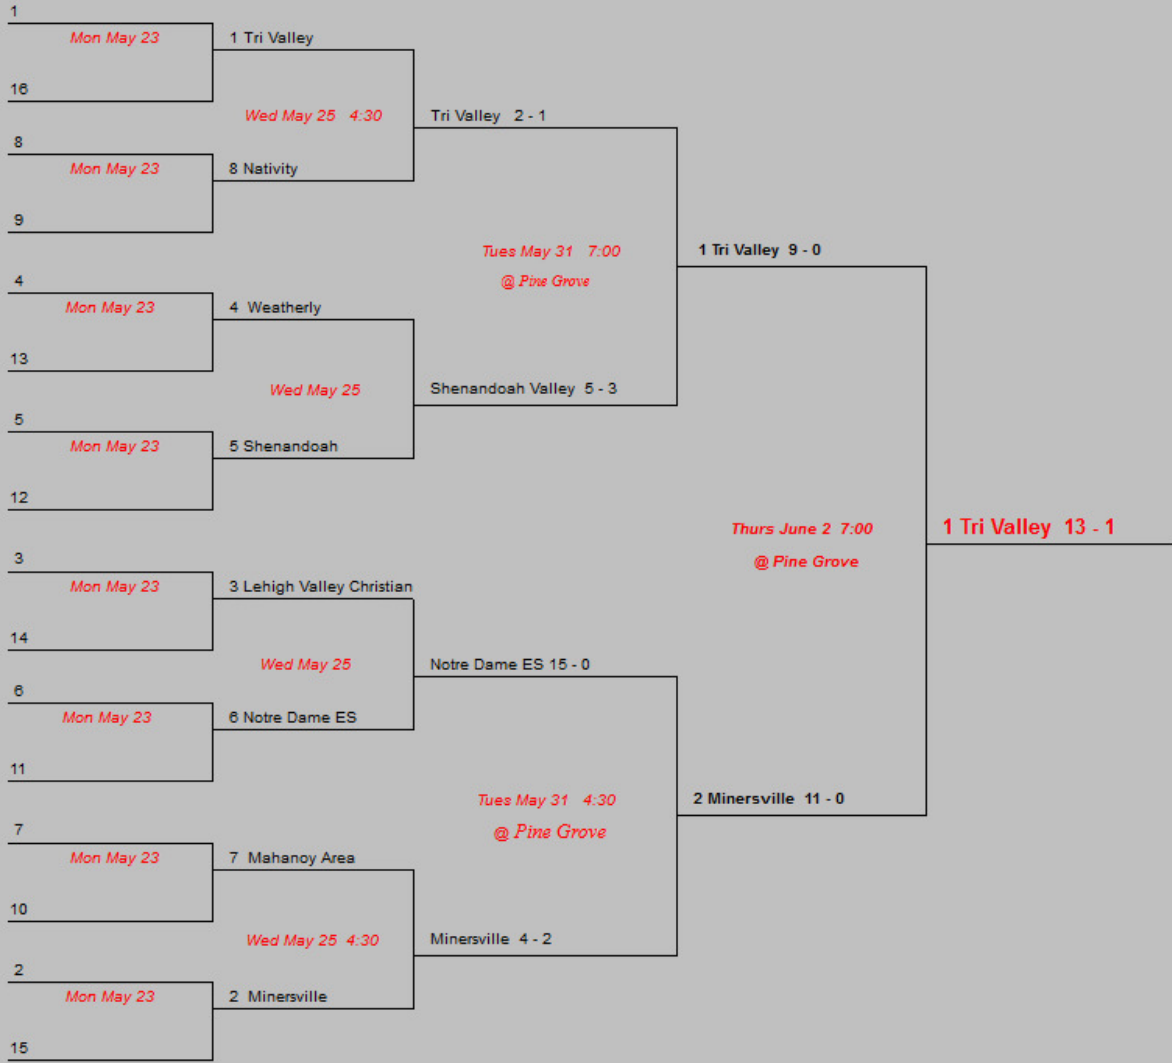 1
Mon May 23
1 Tri Valley
16
Wed May 25 4:30
Tri Valley 2 - 1
8
Mon May 23
8 Nativity
9
Tues May 31 7:00
@ Pine Grove
1 Tri Valley 9 - 0
4
Mon May 23
4 Weatherly
13
Wed May 25
Shenandoah Valley 5 - 3
5
Mon May 23
5 Shenandoah
12
Thurs June 2 7:00
@ Pine Grove
1 Tri Valley 13 - 1
3
Mon May 23
3 Lehigh Valley Christian
14
Wed May 25
Notre Dame ES 15 - 0
6
Mon May 23
6 Notre Dame ES
11
Tues May 31 4:30
@ Pine Grove
2 Minersville 11 - 0
7
Mon May 23
7 Mahanoy Area
10
Wed May 25 4:30
Minersville 4 - 2
2
Mon May 23
2 Minersville
15